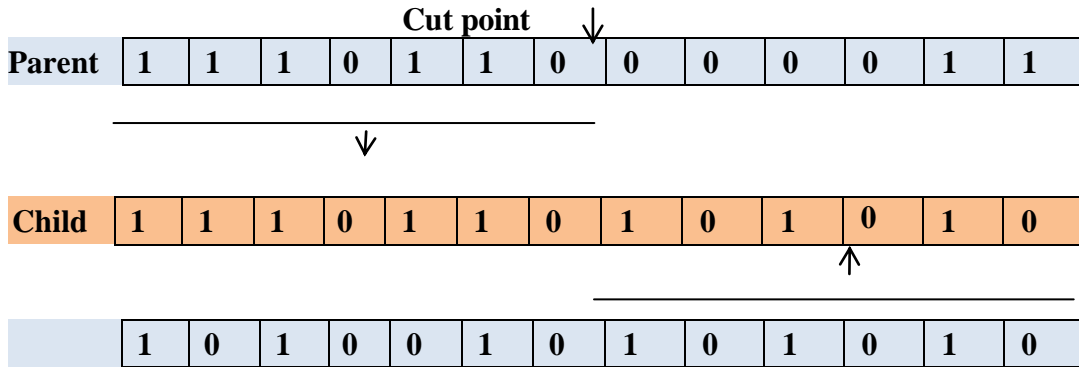 Cut point
Parent 1 1 1 0 1 1 0 0 0 0 0 1 1
Child 1 1 1 0 1 1 0 1 0 1 0 1 0
1 0 1 0 0 1 0 1 0 1 0 1 0